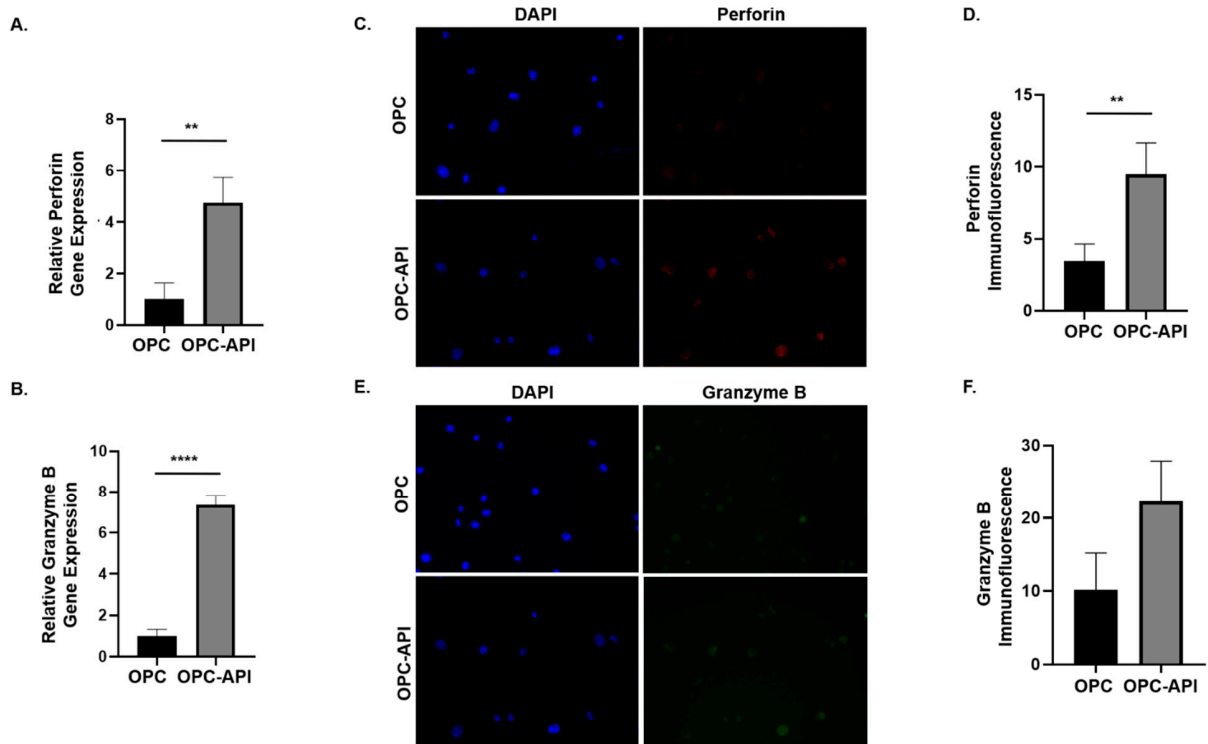 A.
Relative Perforin
Gene Expression
8
6
4
2
0
**
OPC OPC-API
B.
Relative Granzyme B
Gene Expression
10
8
6
4
2
0
****
OPC OPC-API
C.
DAPI Perforin
OPC
OPC-API
E.
DAPI Granzyme B
OPC
OPC-API
D.
Perforin
Immunofluorescence
15
10
5
0
**
OPC OPC-API
F.
Granzyme B
Immunofluorescence
30
20
10
0
OPC OPC-API